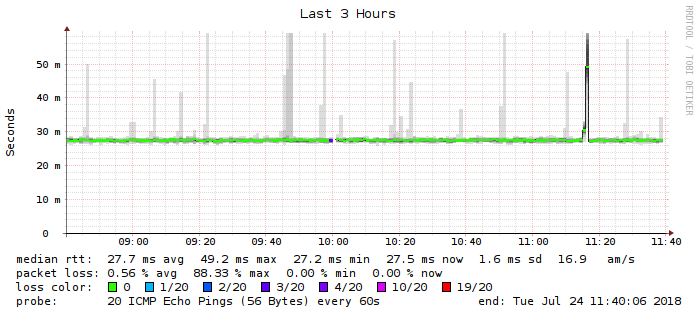 Last 3 Hours
RRDTOOL / TOBI OETIKER
Seconds
50 m
40 m
30 m
20 m
10 m
0
09:00 09:20 09:40 10:00 10:20 10:40 11:00 11:20 11:40
median rtt: 27.7 ms avg 49.2 ms max 27.2 ms min 27.5 ms now 1.6 ms sd 16.9 am/s
packet loss: 0.56 % avg 88.33 % max 0.00 % min 0.00 % now
loss color: 0 1/20 2/20 3/20 4/20 10/20 19/20
probe: 20 ICMP Echo Pings (56 Bytes) every 60s end: Tue Jul 24 11:40:06 2018